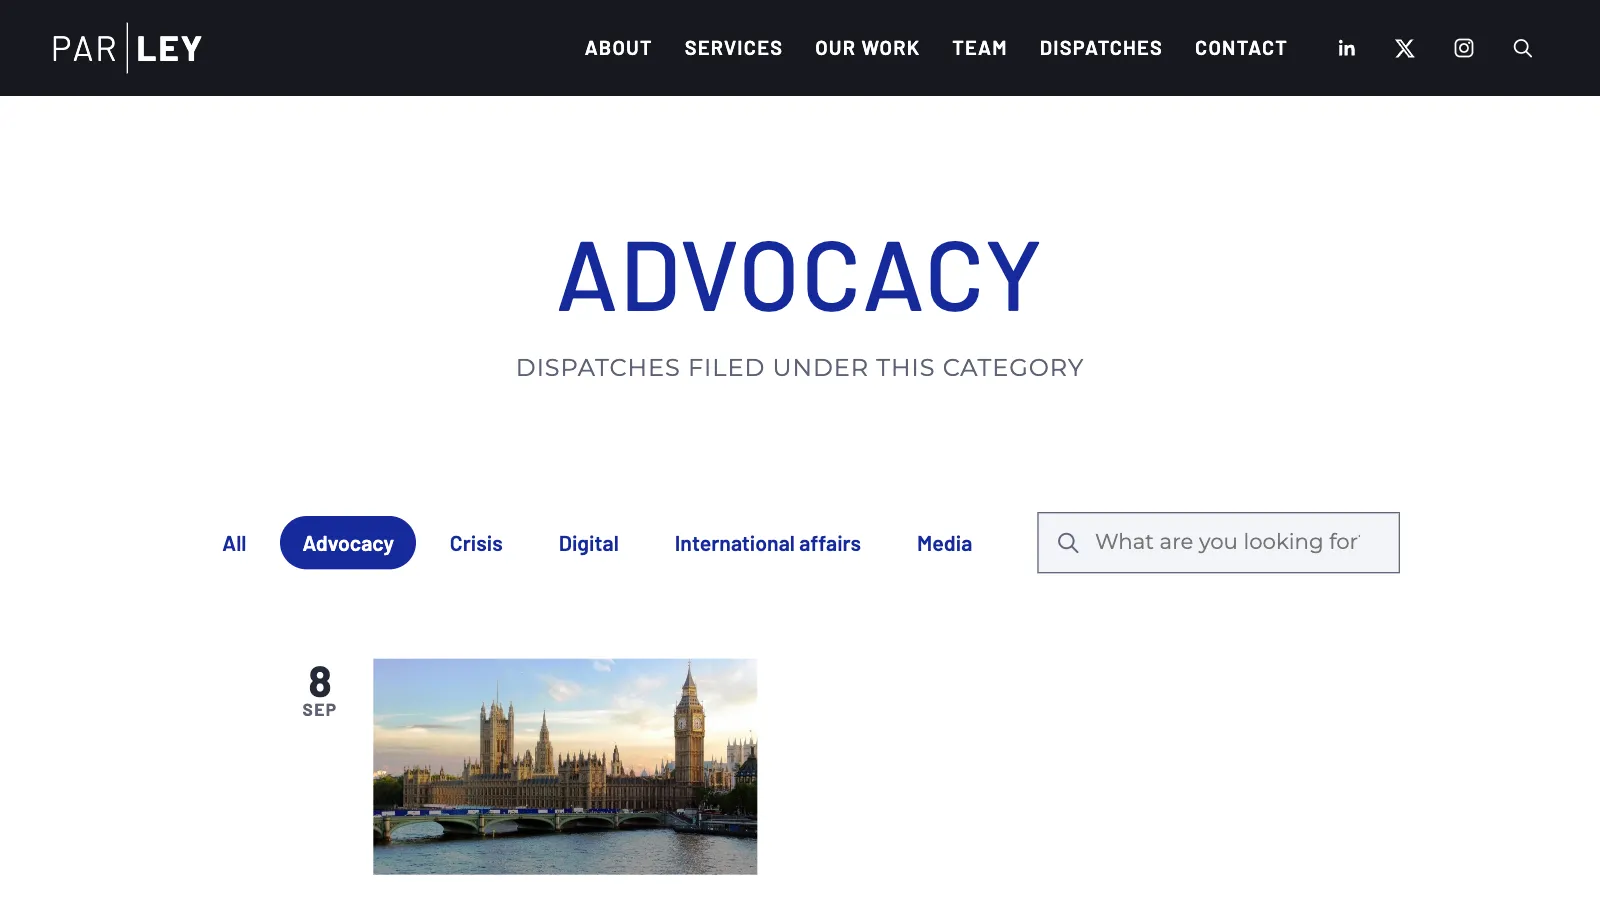 PAR|LEY
ABOUT SERVICES OUR WORK TEAM DISPATCHES CONTACT
ADVOCACY
DISPATCHES FILED UNDER THIS CATEGORY
All Advocacy Crisis Digital International affairs Media
What are you looking for
8
SEP